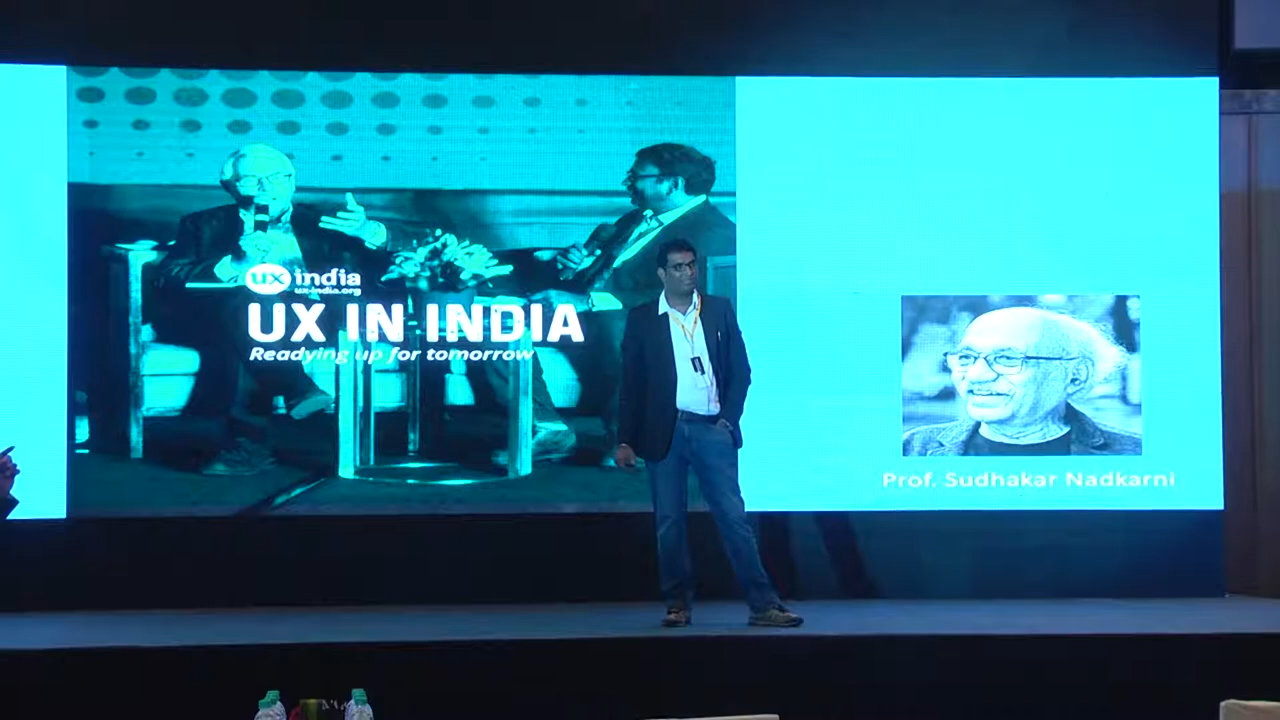 ux india
ux-india.org
UX IN INDIA
Readying up for tomorrow
Prof. Sudhakar Nadkarni